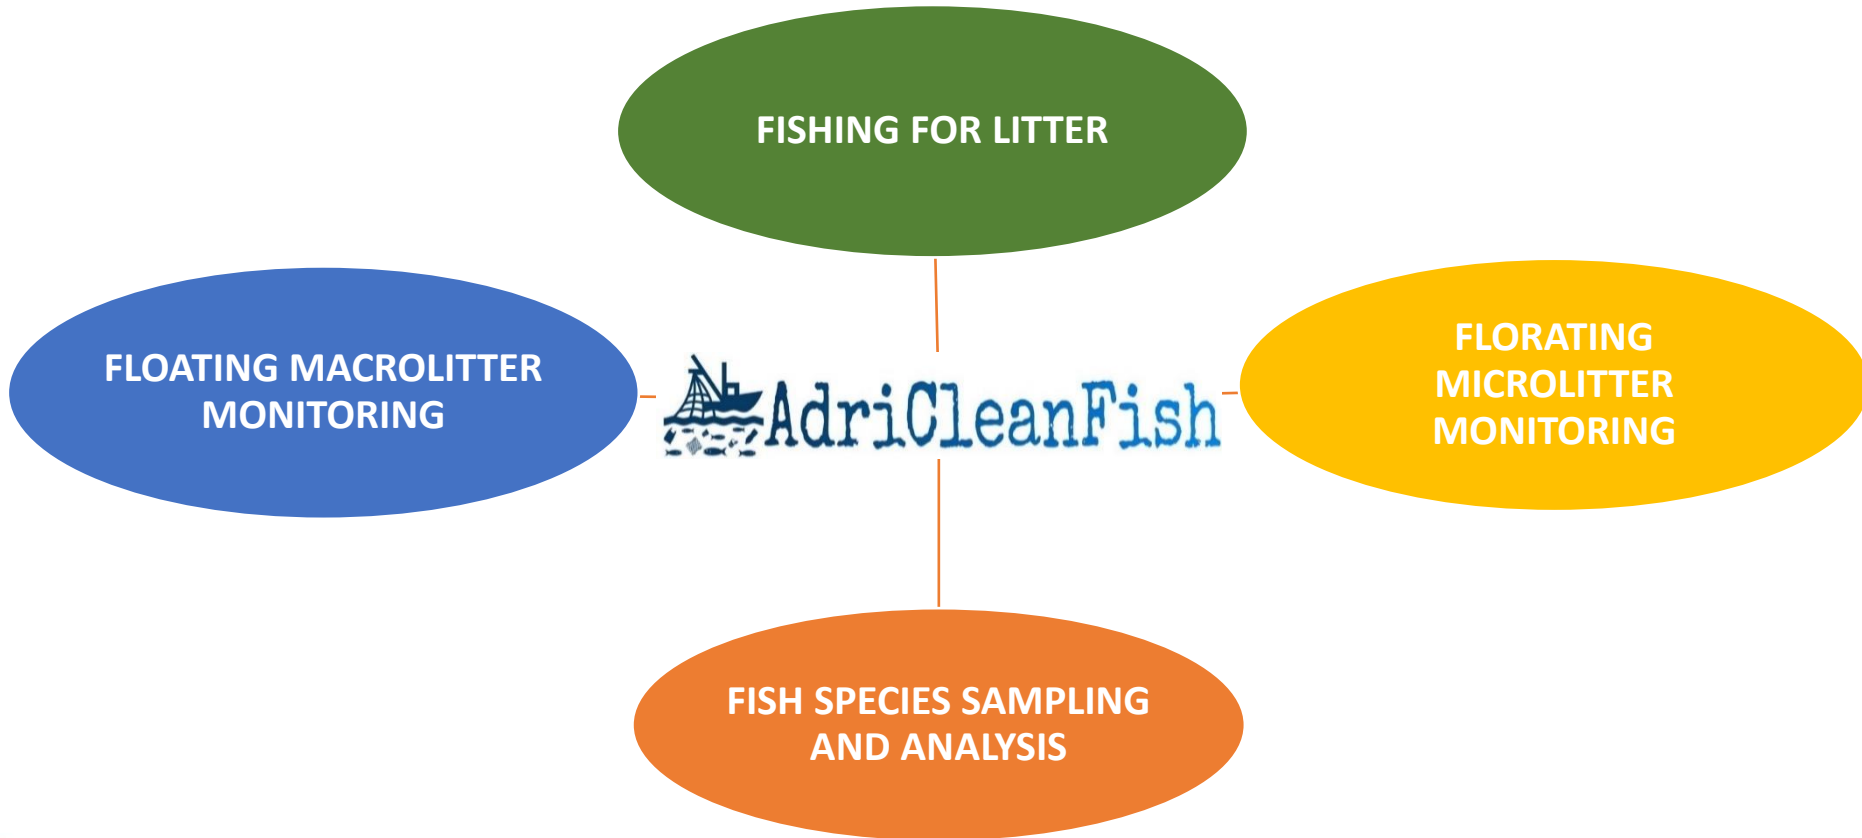 FISHING FOR LITTER
FLOATING MACROLITTER
MONITORING
AdriCleanFish
FLORATING
MICROLITTER
MONITORING
FISH SPECIES SAMPLING
AND ANALYSIS